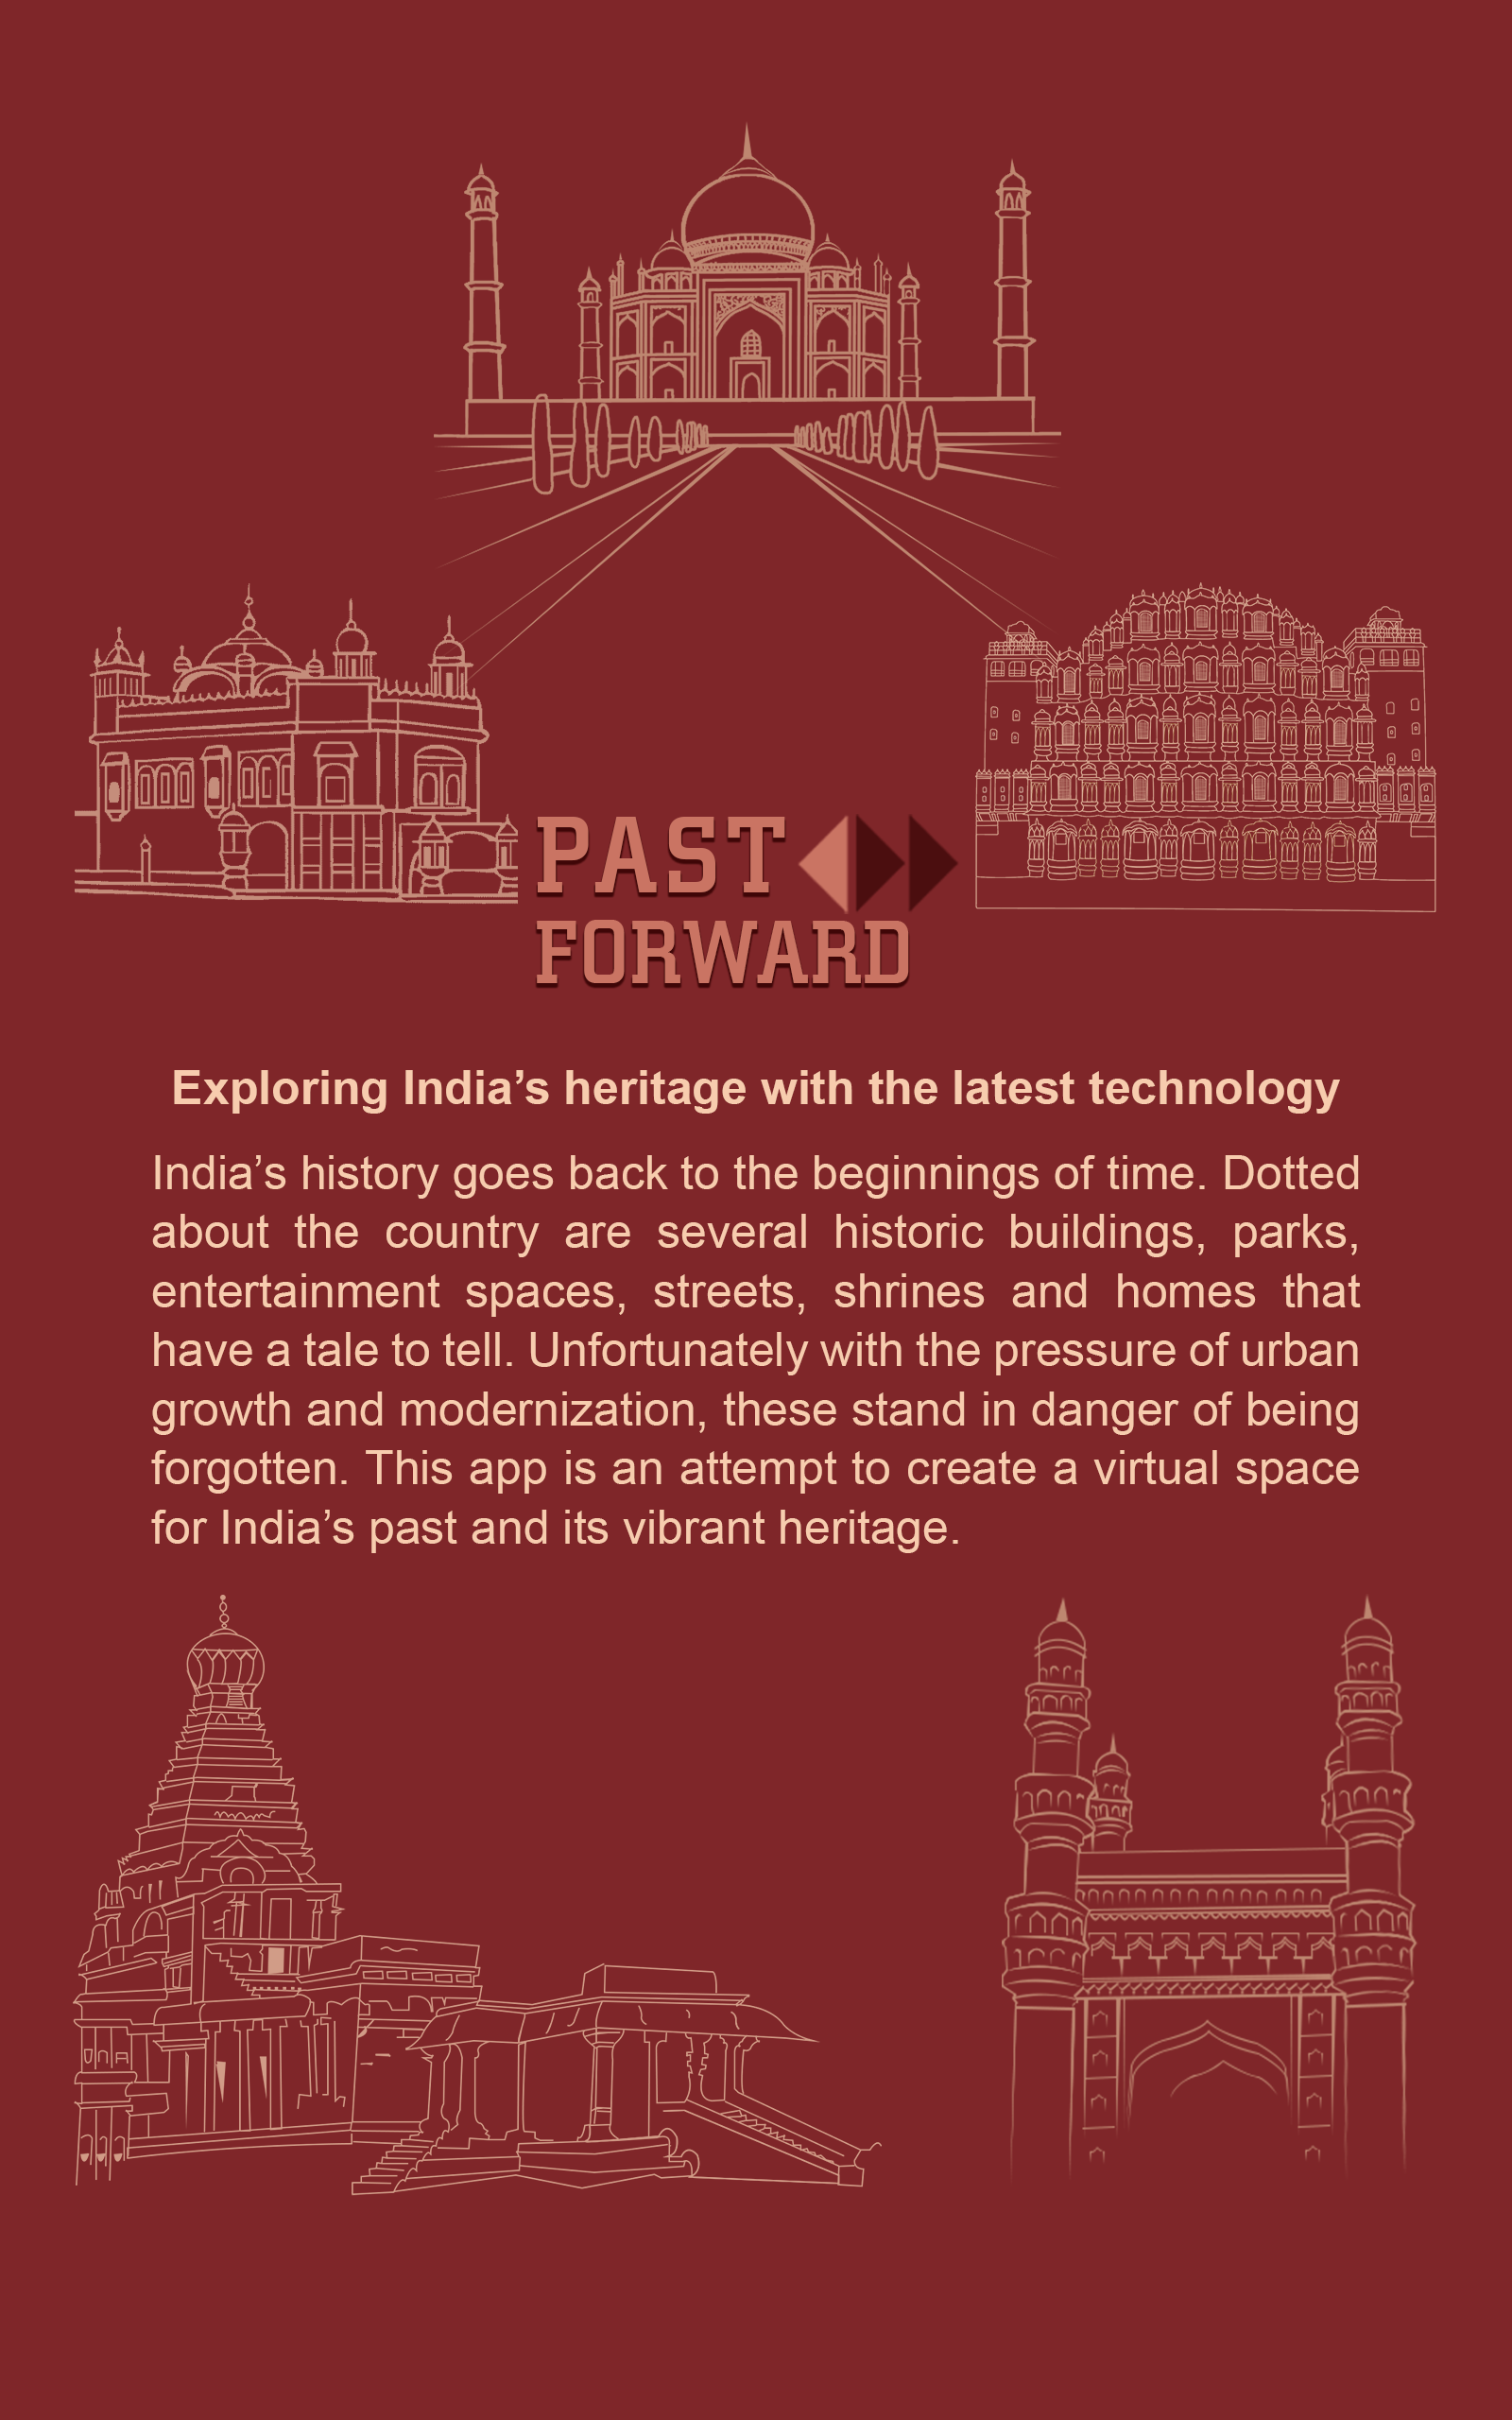 PAST
FORWARD
Exploring India’s heritage with the latest technology
India’s history goes back to the beginnings of time. Dotted
about the country are several historic buildings, parks,
entertainment spaces, streets, shrines and homes that
have a tale to tell. Unfortunately with the pressure of urban
growth and modernization, these stand in danger of being
forgotten. This app is an attempt to create a virtual space
for India’s past and its vibrant heritage.